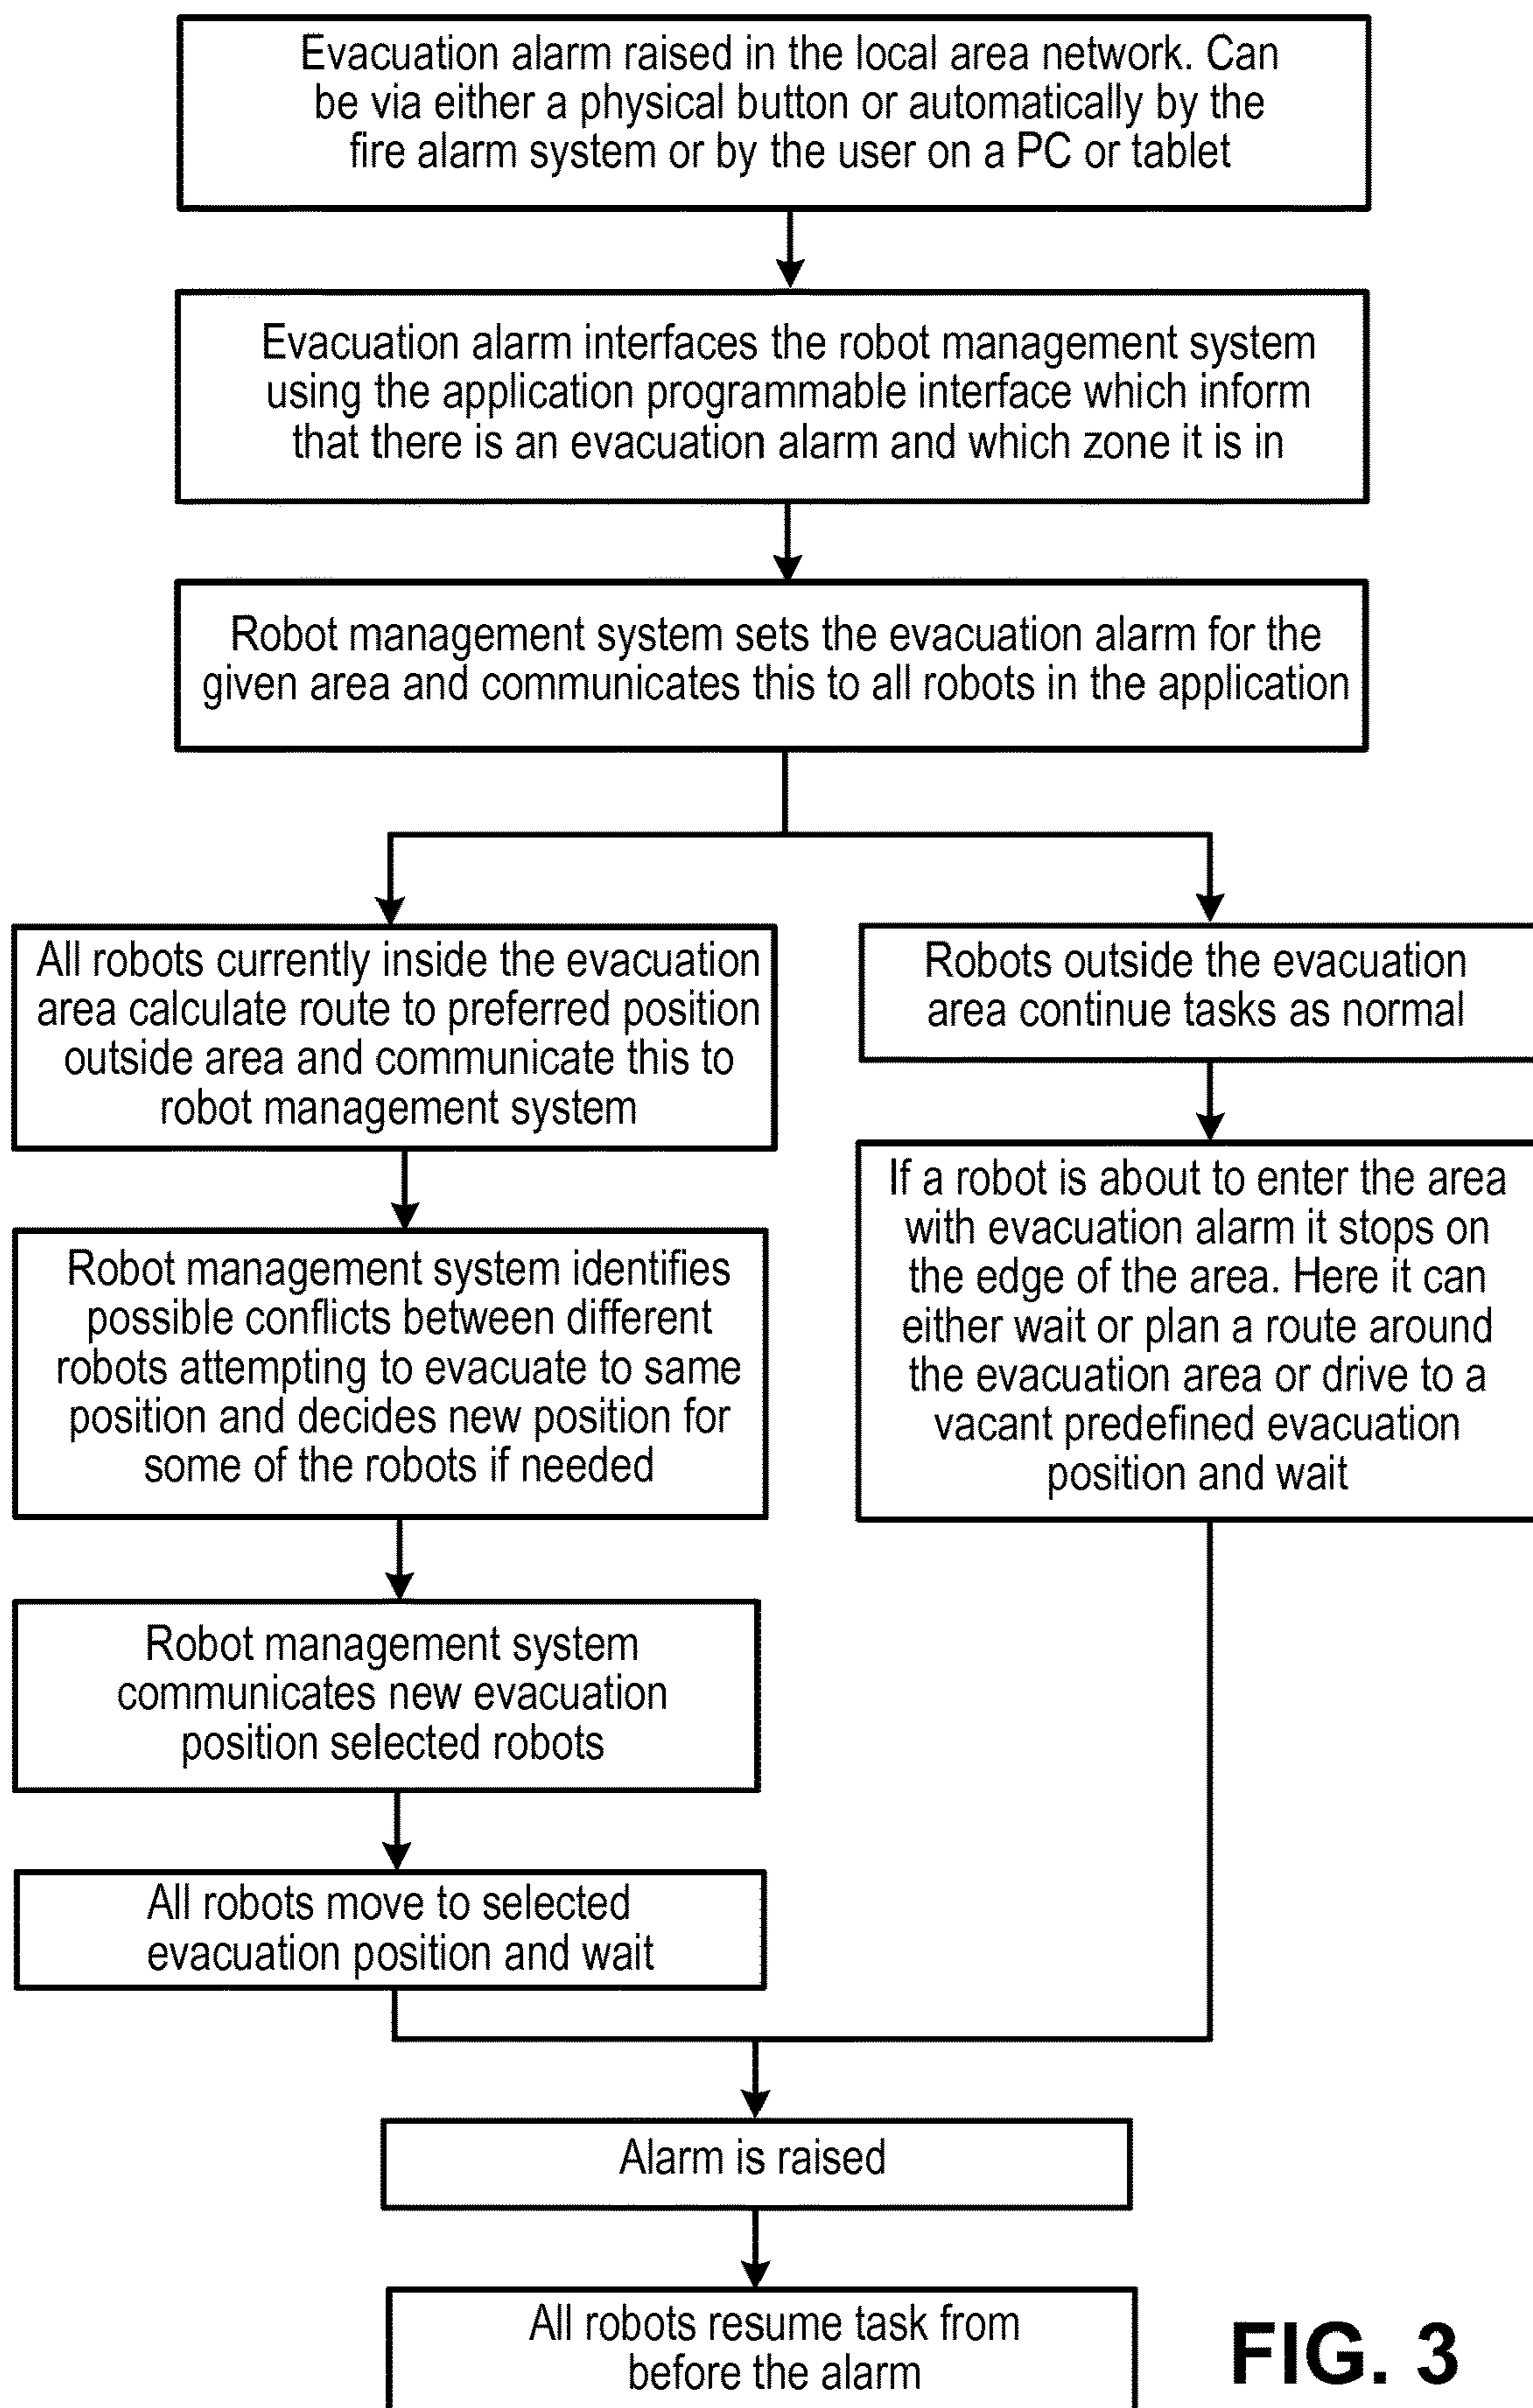 Evacuation alarm raised in the local area network. Can
be via either a physical button or automatically by the
fire alarm system or by the user on a PC or tablet
Evacuation alarm interfaces the robot management system
using the application programmable interface which inform
that there is an evacuation alarm and which zone it is in
Robot management system sets the evacuation alarm for the
given area and communicates this to all robots in the application
All robots currently inside the evacuation
area calculate route to preferred position
outside area and communicate this to
robot management system
Robot management system identifies
possible conflicts between different
robots attempting to evacuate to same
position and decides new position for
some of the robots if needed
Robot management system
communicates new evacuation
position selected robots
All robots move to selected
evacuation position and wait
Robots outside the evacuation
area continue tasks as normal
If a robot is about to enter the area
with evacuation alarm it stops on
the edge of the area. Here it can
either wait or plan a route around
the evacuation area or drive to a
vacant predefined evacuation
position and wait
Alarm is raised
All robots resume task from
before the alarm
FIG. 3